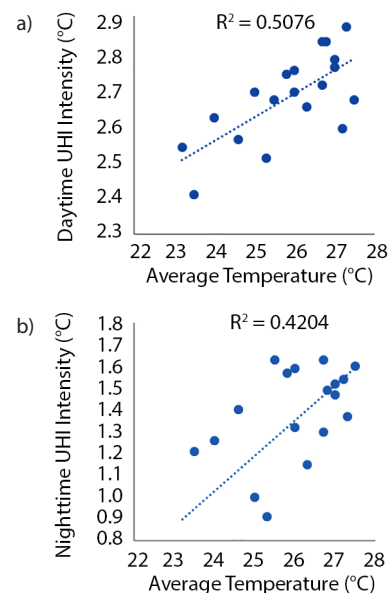 a)
R² = 0.5076
Daytime UHI Intensity (°C)
2.9
2.8
2.7
2.6
2.5
2.4
2.3
22 23 24 25 26 27 28
Average Temperature (°C)
b)
R² = 0.4204
Nighttime UHI Intensity (°C)
1.8
1.7
1.6
1.5
1.4
1.3
1.2
1.1
1.0
0.9
0.8
22 23 24 25 26 27 28
Average Temperature (°C)